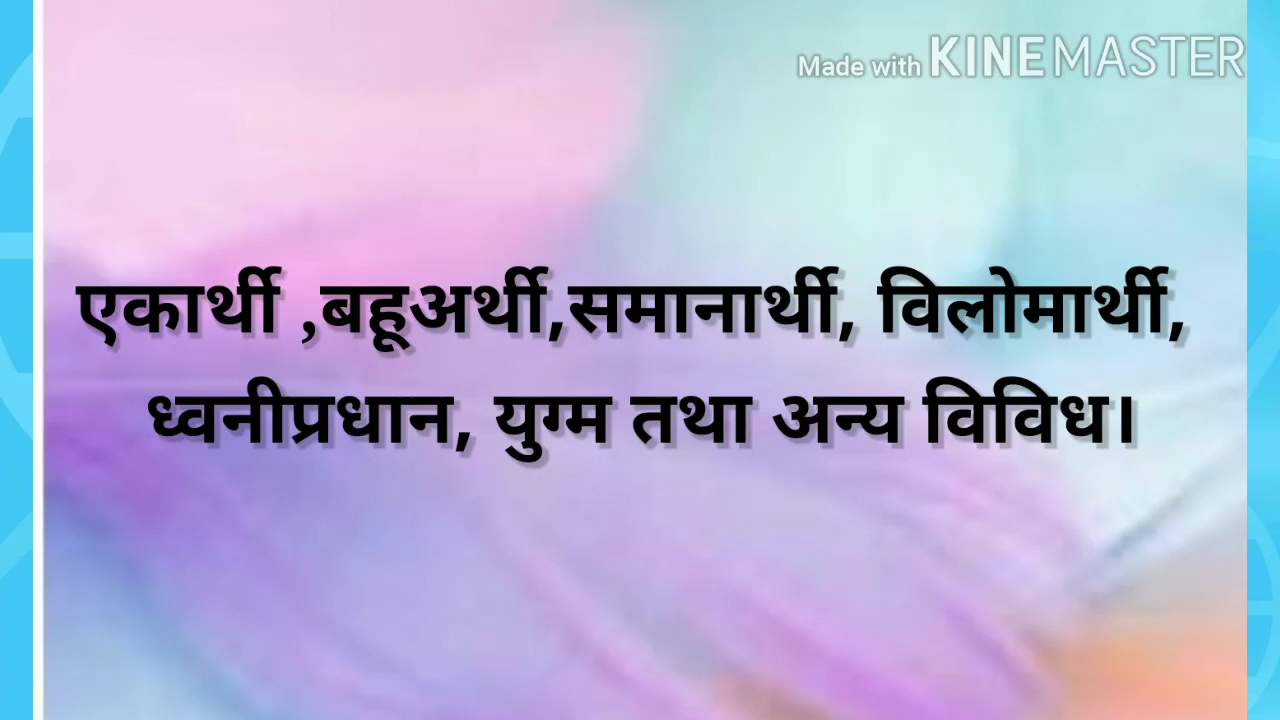 Made with KINEMASTER
एकार्थी ,बहूअर्थी,समानार्थी, विलोमार्थी,
ध्वनीप्रधान, युग्म तथा अन्य विविध।